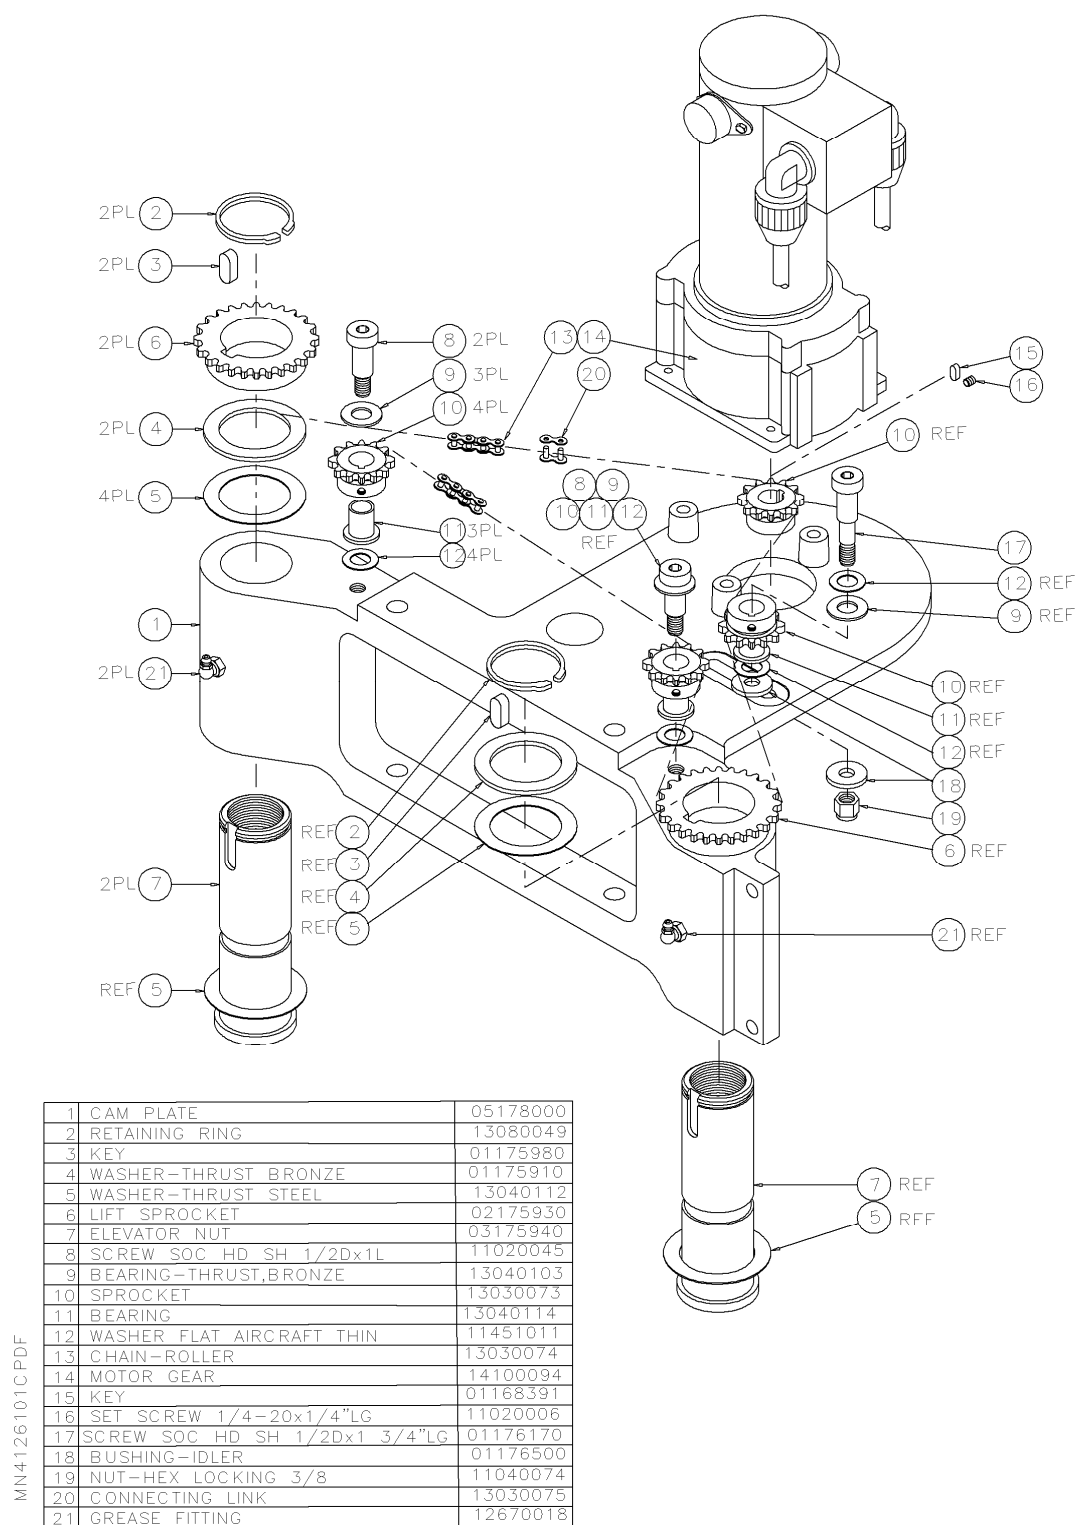 2PL 2
2PL 3
2PL 6
8 2PL
9 3PL
10 4PL
13 14
20
15
16
2PL 4
10 REF
4PL 5
8 9
10 11 12
REF
11 3PL
12 4PL
17
12 REF
9 REF
1
2PL 21
10 REF
11 REF
12 REF
18
19
6 REF
REF 2
REF 3
REF 4
REF 5
2PL 7
21 REF
REF 5
7 REF
5 RFF
1 CAM PLATE 05178000
2 RETAINING RING 13080049
3 KEY 01175980
4 WASHER-THRUST BRONZE 01175910
5 WASHER-THRUST STEEL 13040112
6 LIFT SPROCKET 02175930
7 ELEVATOR NUT 03175940
8 SCREW SOC HD SH 1/2Dx1L 11020045
9 BEARING-THRUST,BRONZE 13040103
10 SPROCKET 13030073
11 BEARING 13040114
12 WASHER FLAT AIRCRAFT THIN 11451011
13 CHAIN-ROLLER 13030074
14 MOTOR GEAR 14100094
15 KEY 01168391
16 SET SCREW 1/4-20x1/4"LG 11020006
17 SCREW SOC HD SH 1/2Dx1 3/4"LG 01176170
18 BUSHING-IDLER 01176500
19 NUT-HEX LOCKING 3/8 11040074
20 CONNECTING LINK 13030075
21 GREASE FITTING 12670018
MN4126101CPDF